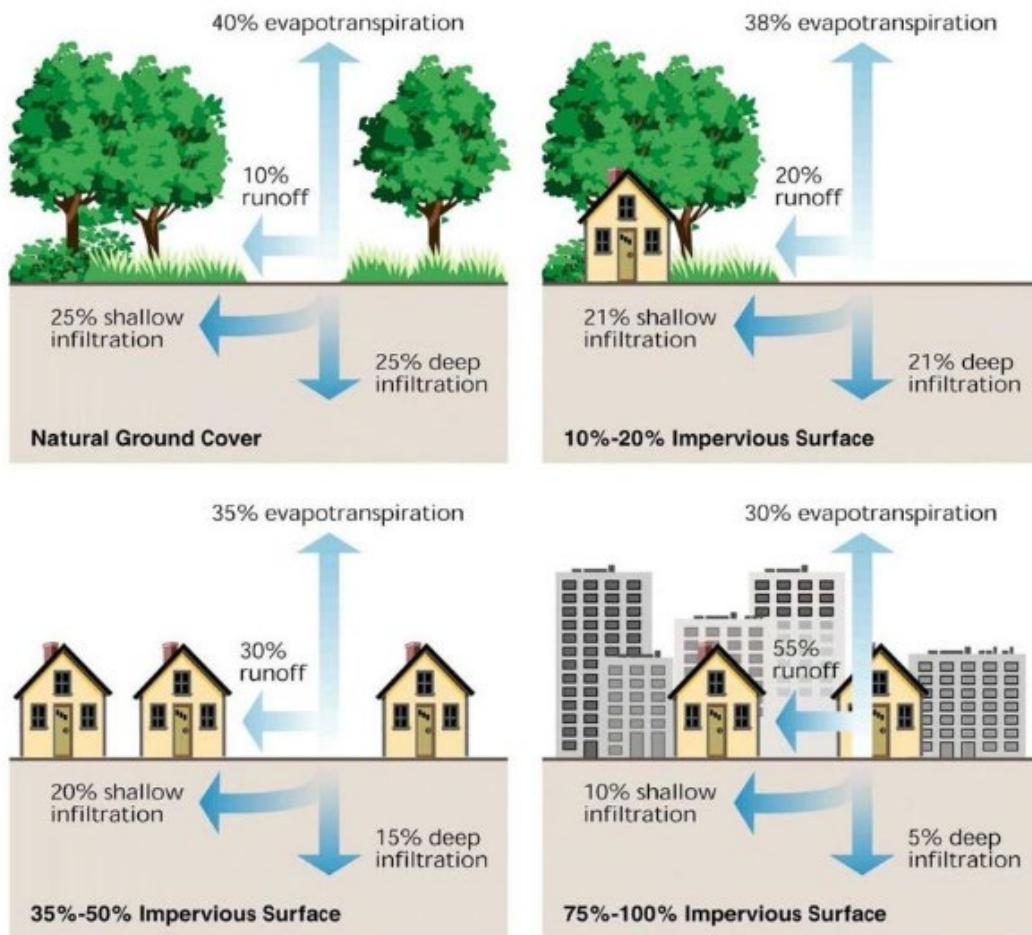 40% evapotranspiration
10%
runoff
25% shallow
infiltration
25% deep
infiltration
Natural Ground Cover
38% evapotranspiration
20%
runoff
21% shallow
infiltration
21% deep
infiltration
10%-20% Impervious Surface
35% evapotranspiration
30%
runoff
20% shallow
infiltration
15% deep
infiltration
35%-50% Impervious Surface
30% evapotranspiration
55%
runoff
10% shallow
infiltration
5% deep
infiltration
75%-100% Impervious Surface